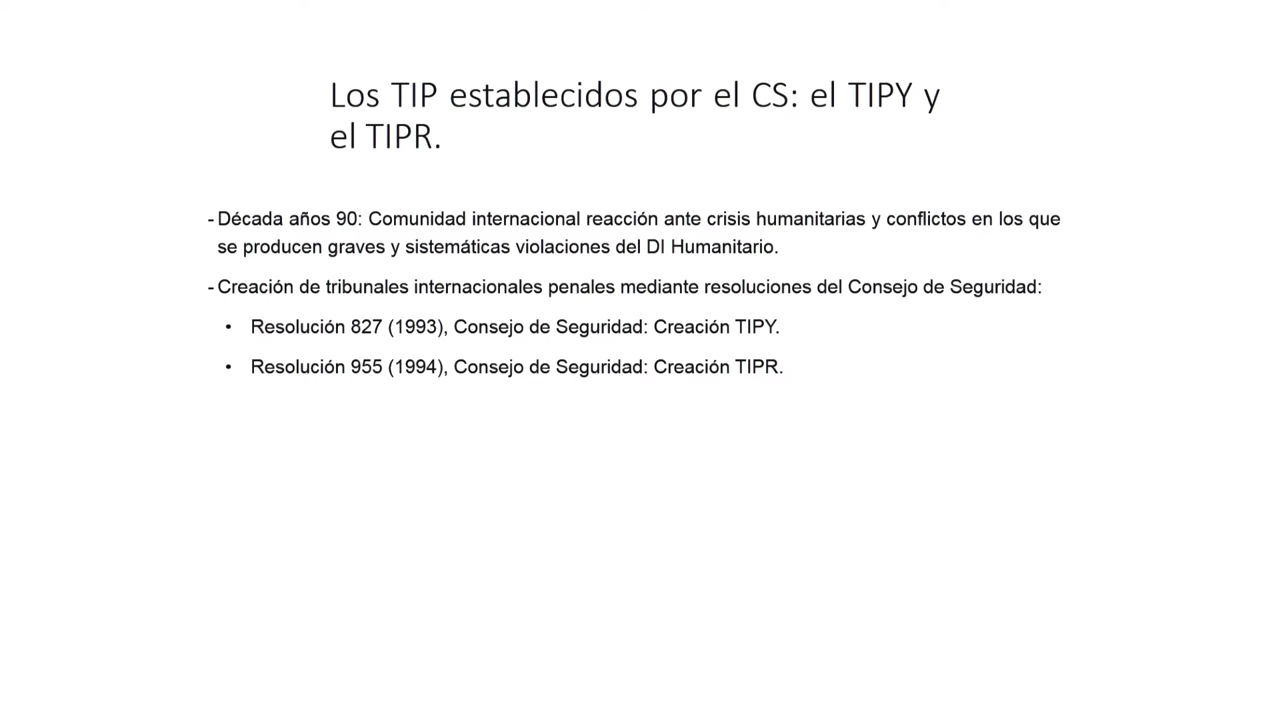 Los TIP establecidos por el CS: el TIPY y
el TIPR.
- Década años 90: Comunidad internacional reacción ante crisis humanitarias y conflictos en los que
se producen graves y sistemáticas violaciones del DI Humanitario.
- Creación de tribunales internacionales penales mediante resoluciones del Consejo de Seguridad:
• Resolución 827 (1993), Consejo de Seguridad: Creación TIPY.
• Resolución 955 (1994), Consejo de Seguridad: Creación TIPR.